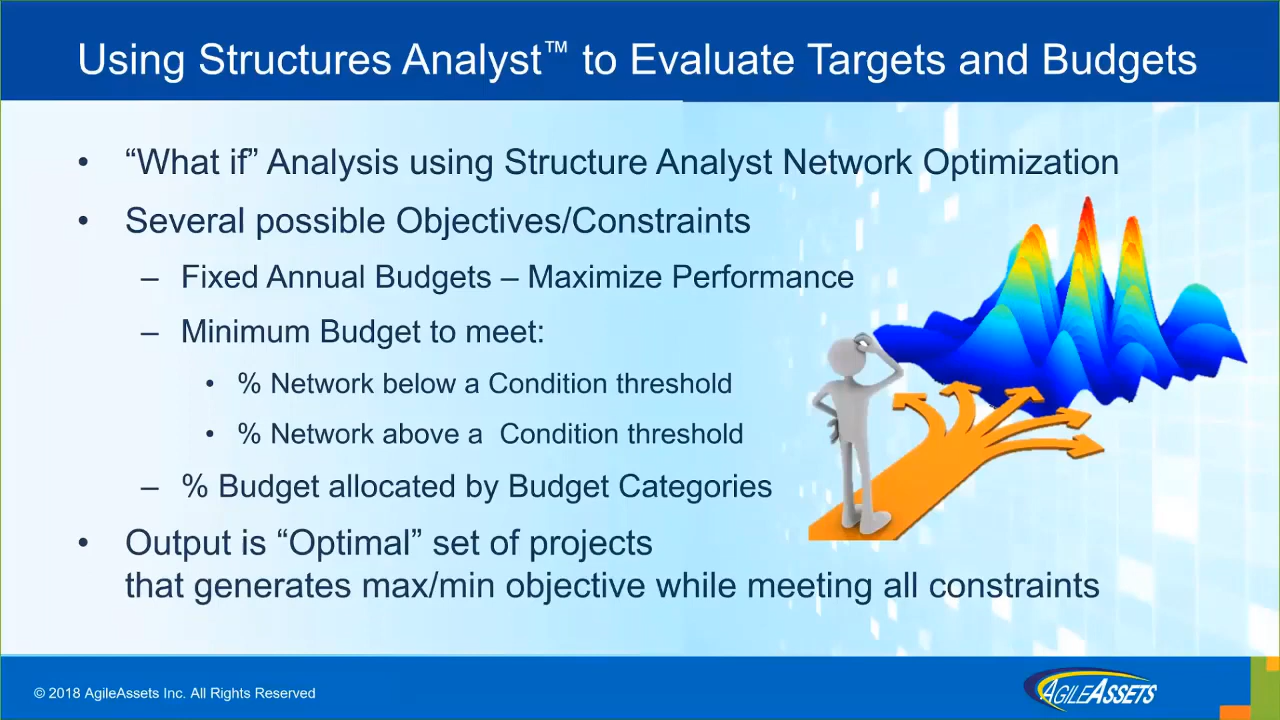 Using Structures Analyst™ to Evaluate Targets and Budgets
• “What if” Analysis using Structure Analyst Network Optimization
• Several possible Objectives/Constraints
– Fixed Annual Budgets – Maximize Performance
– Minimum Budget to meet:
• % Network below a Condition threshold
• % Network above a  Condition threshold
– % Budget allocated by Budget Categories
• Output is “Optimal” set of projects
that generates max/min objective while meeting all constraints
© 2018 AgileAssets Inc. All Rights Reserved
AGILEASSETS